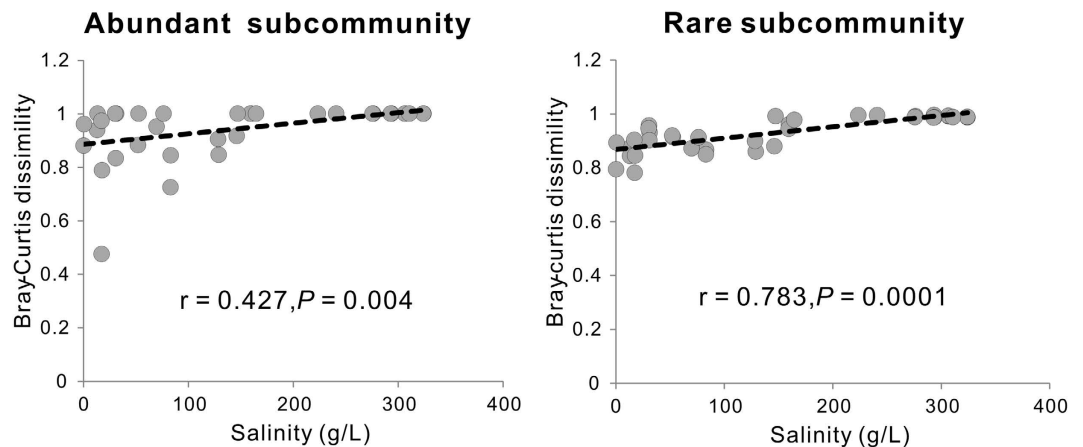 Abundant subcommunity
Bray-Curtis dissimility
1.2
1
0.8
0.6
0.4
0.2
0
r = 0.427,P = 0.004
0 100 200 300 400
Salinity (g/L)
Rare subcommunity
Bray-curtis dissimility
1.2
1
0.8
0.6
0.4
0.2
0
r = 0.783,P = 0.0001
0 100 200 300 400
Salinity (g/L)